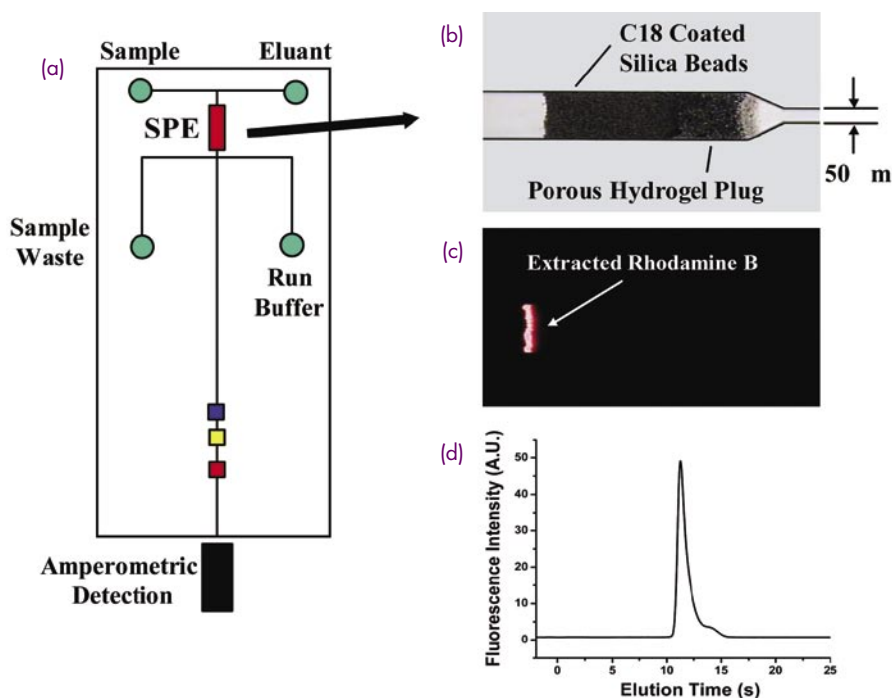 (a)
Sample
Eluant
SPE
Sample
Waste
Run
Buffer
Amperometric
Detection
(b)
C18 Coated
Silica Beads
Porous Hydrogel Plug
50 m
(c)
Extracted Rhodamine B
(d)
Fluorescence Intensity (A.U.)
50
40
30
20
10
0
0
5
10
15
20
25
Elution Time (s)